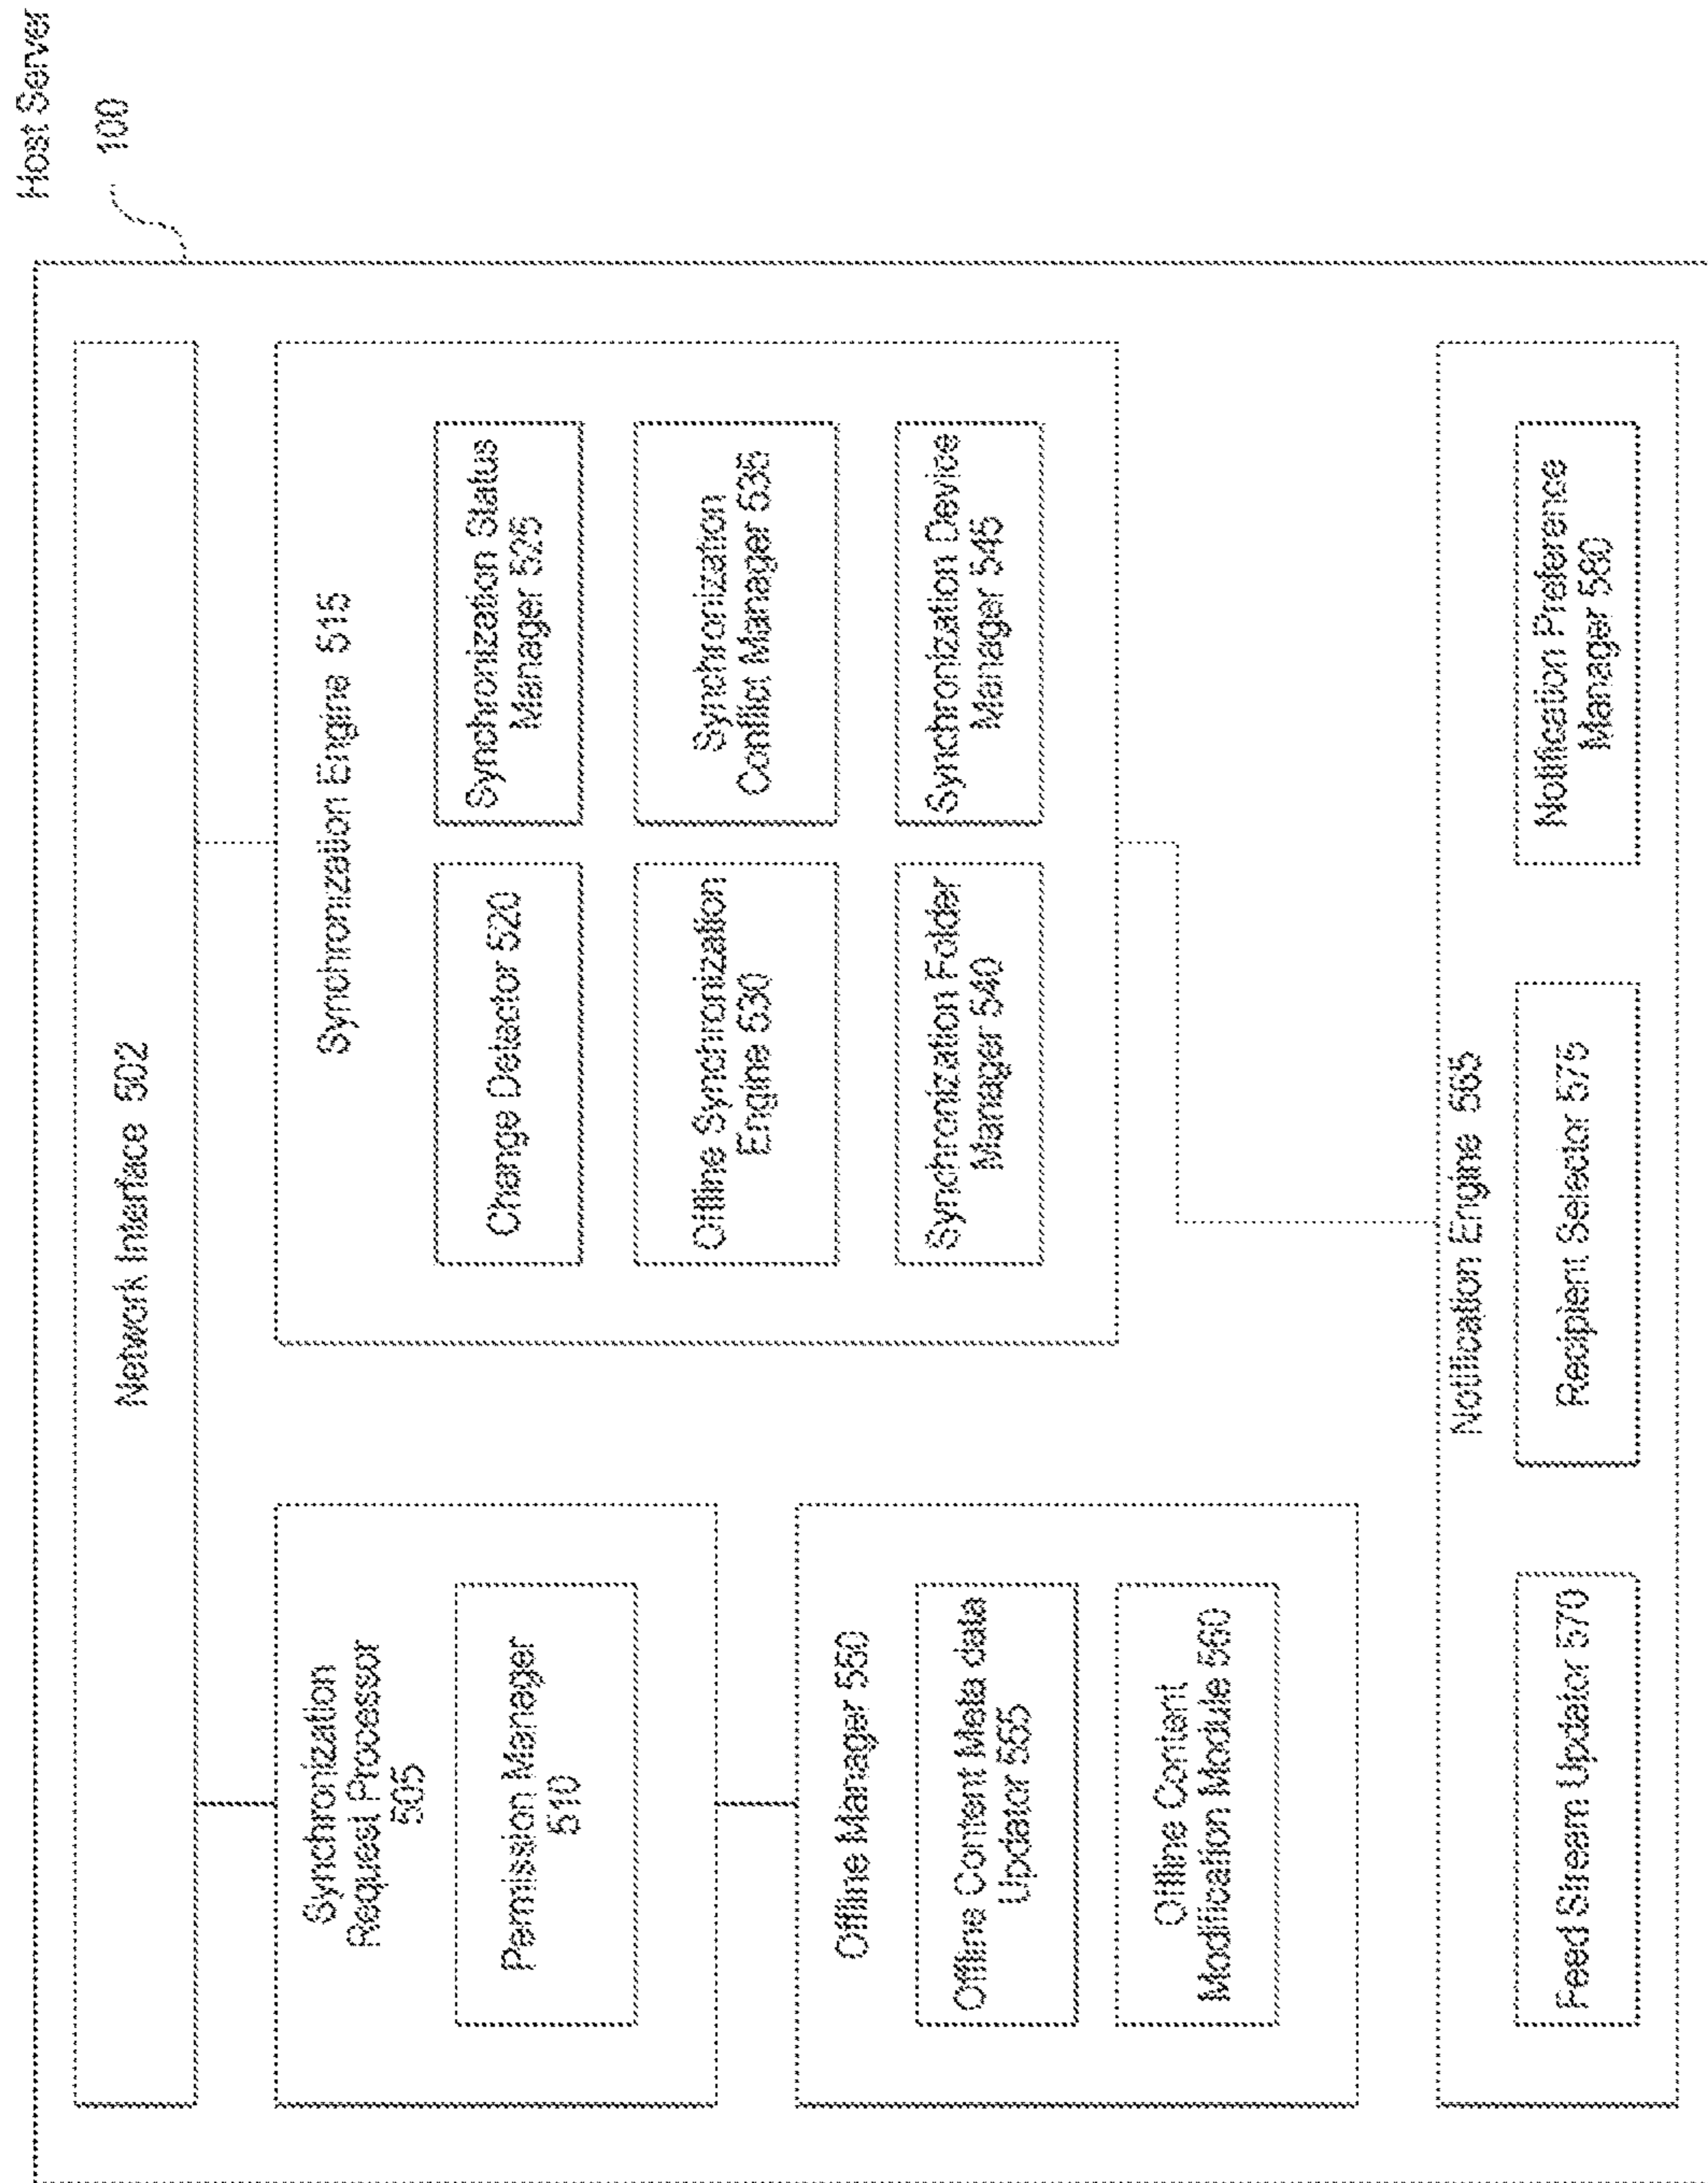 Host Server
100
Network Interface 502
Synchronization
Request Processor
505
Permission Manager
510
Offline Manager 550
Offline Content Meta data
Updator 555
Offline Content
Modification Module 560
Synchronization Engine 515
Change Detector 520
Synchronization Status
Manager 525
Offline Synchronization
Engine 530
Synchronization
Conflict Manager 535
Synchronization Folder
Manager 540
Synchronization Device
Manager 545
Notification Engine 565
Feed Stream Updator 570
Recipient Selector 575
Notification Preference
Manager 580